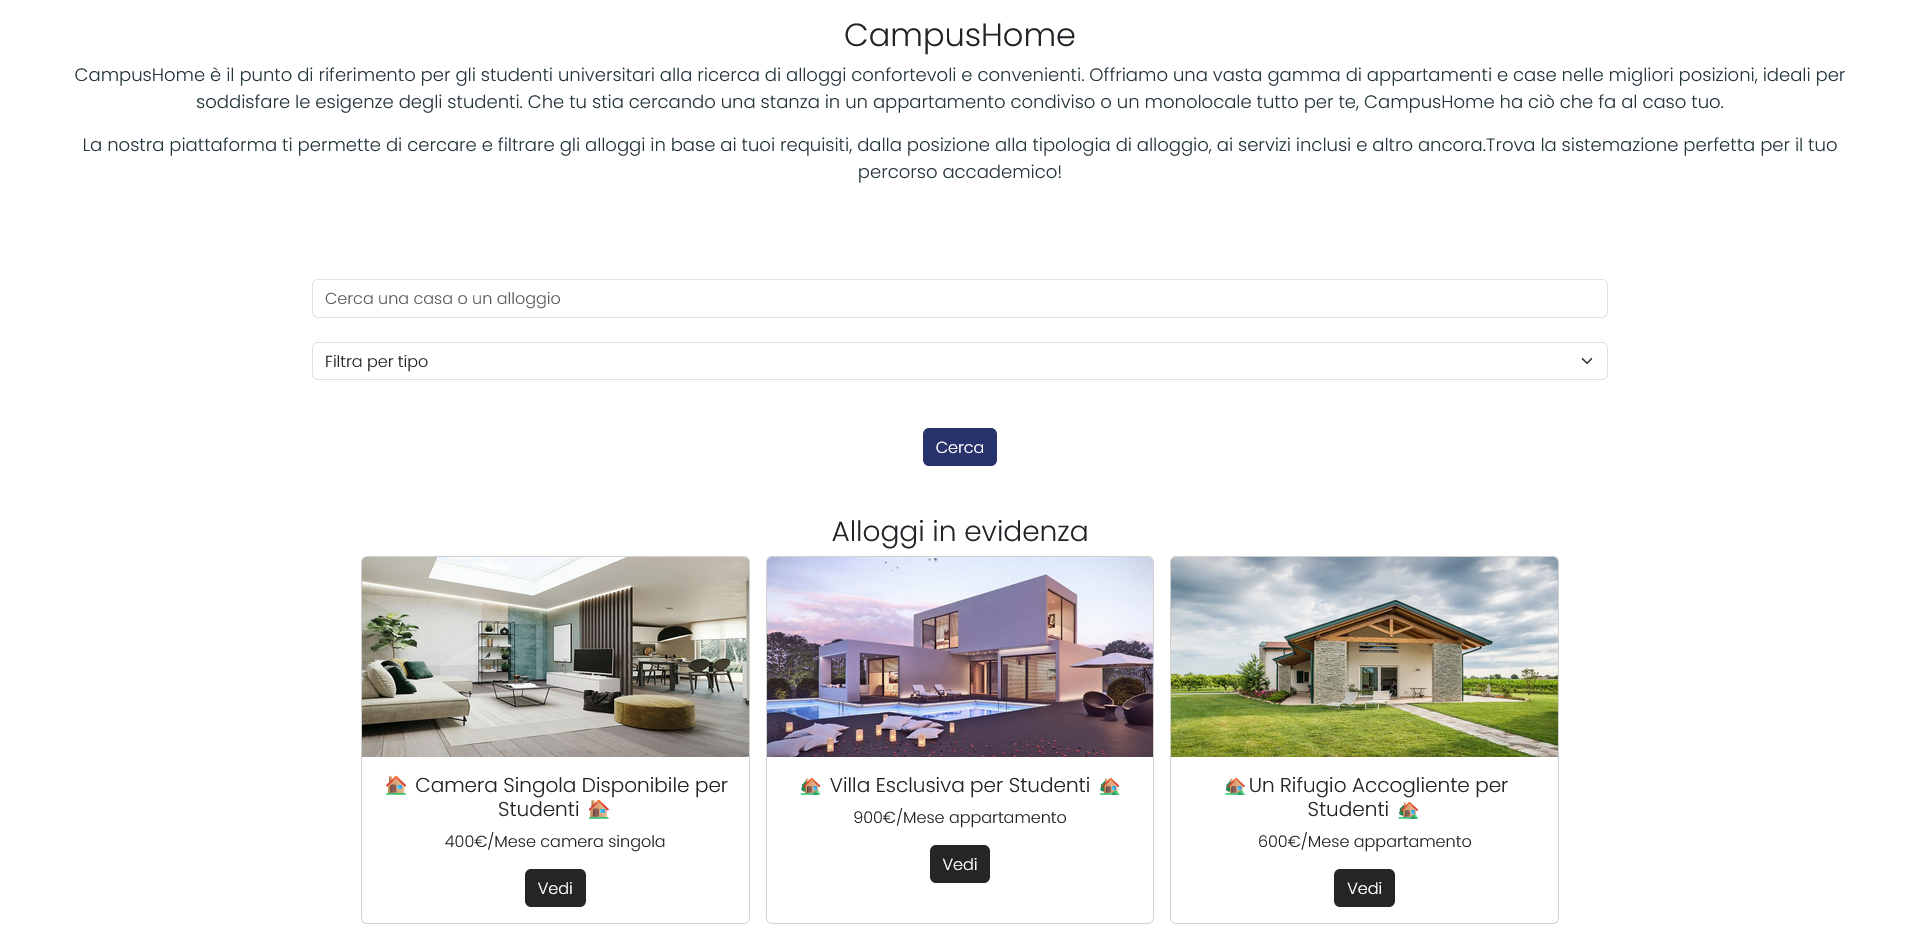 CampusHome
CampusHome è il punto di riferimento per gli studenti universitari alla ricerca di alloggi confortevoli e convenienti. Offriamo una vasta gamma di appartamenti e case nelle migliori posizioni, ideali per
soddisfare le esigenze degli studenti. Che tu stia cercando una stanza in un appartamento condiviso o un monolocale tutto per te, CampusHome ha ciò che fa al caso tuo.
La nostra piattaforma ti permette di cercare e filtrare gli alloggi in base ai tuoi requisiti, dalla posizione alla tipologia di alloggio, ai servizi inclusi e altro ancora.Trova la sistemazione perfetta per il tuo
percorso accademico!
Cerca una casa o un alloggio
Filtra per tipo
Cerca
Alloggi in evidenza
🏠 Camera Singola Disponibile per
Studenti 🏠
400€/Mese camera singola
Vedi
🏡 Villa Esclusiva per Studenti 🏡
900€/Mese appartamento
Vedi
🏡Un Rifugio Accogliente per
Studenti 🏡
600€/Mese appartamento
Vedi